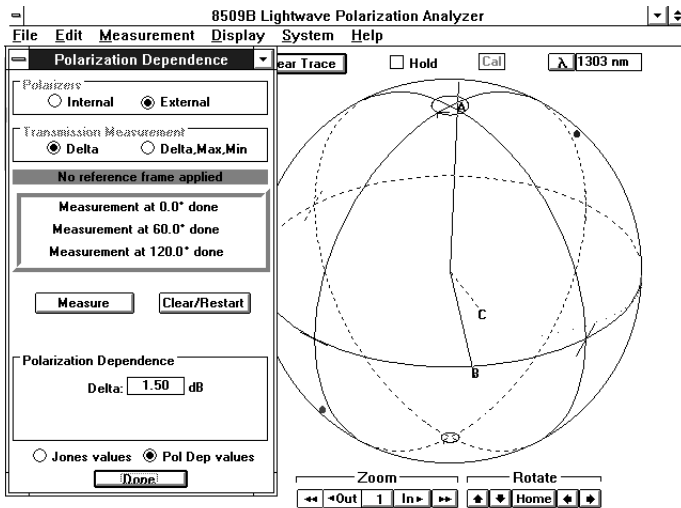 8509B Lightwave Polarization Analyzer
File Edit Measurement Display System Help
Polarization Dependence
ear Trace
Hold
Cal
λ 1303 nm
Polarizers
Internal External
Transmission Measurement
Delta Delta,Max,Min
No reference frame applied
Measurement at 0.0° done
Measurement at 60.0° done
Measurement at 120.0° done
Measure Clear/Restart
Polarization Dependence
Delta: 1.50 dB
Jones values Pol Dep values
Done
A
C
B
Zoom
Out 1 In
Rotate
Home